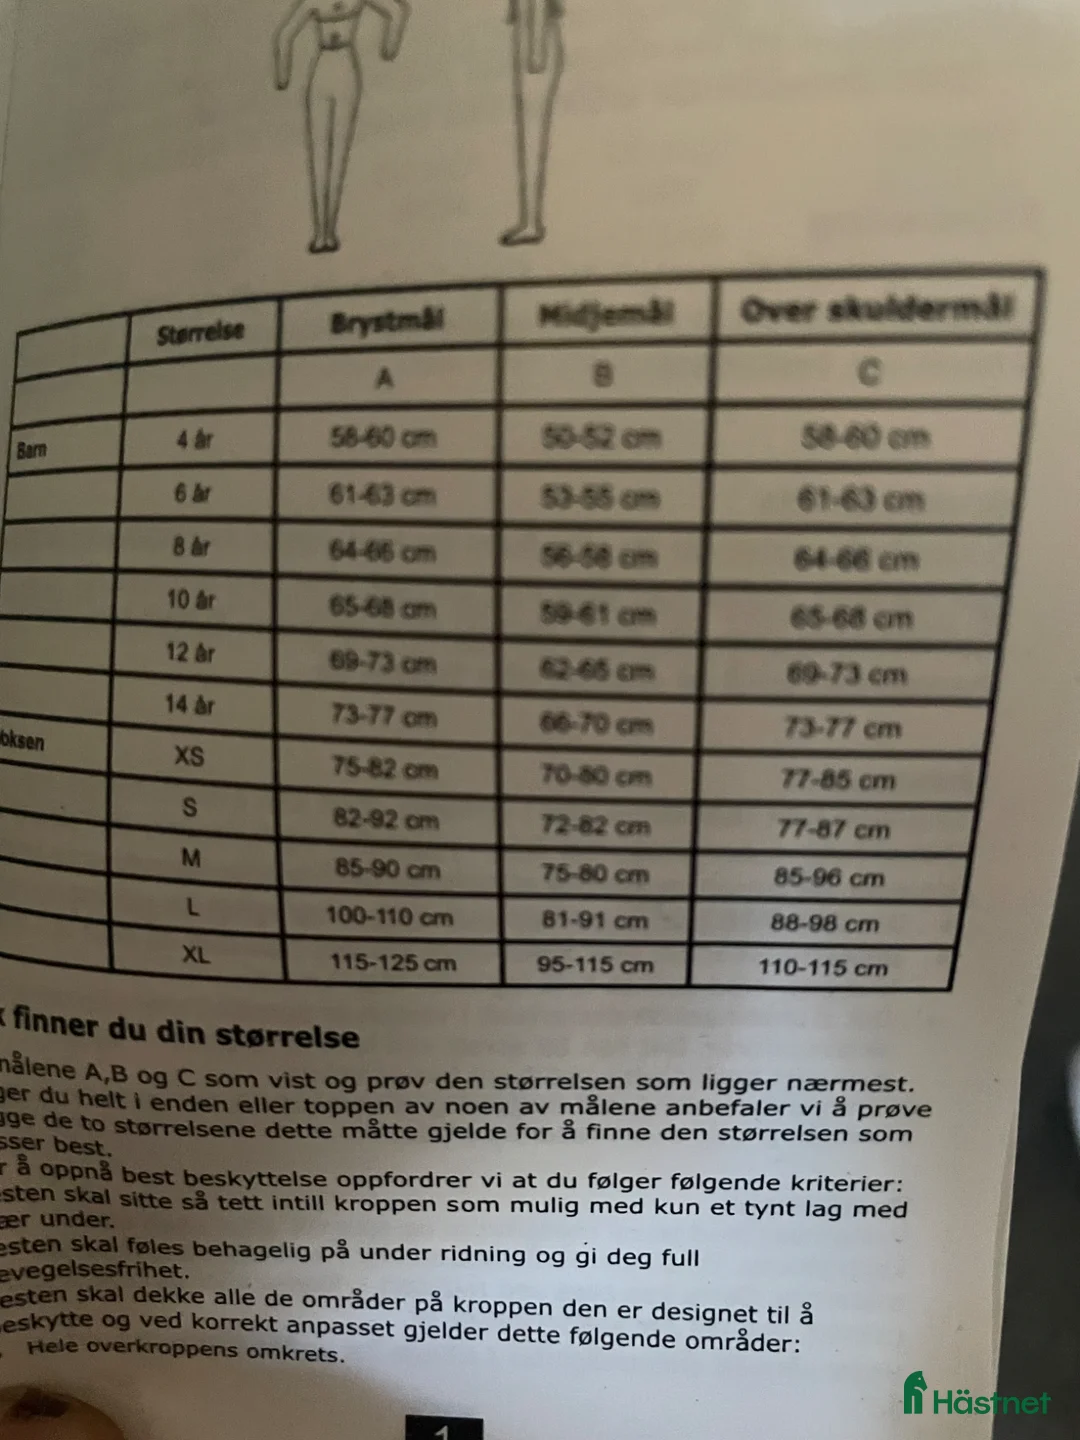 Størrelse Brystmål Midjemål Over skuldermål
A B C
Barn 4 år 58-60 cm 50-52 cm 58-60 cm
6 år 61-63 cm 53-55 cm 61-63 cm
8 år 64-66 cm 56-58 cm 64-66 cm
10 år 65-68 cm 59-61 cm 65-68 cm
12 år 69-73 cm 62-65 cm 69-73 cm
14 år 73-77 cm 66-70 cm 73-77 cm
oksen XS 75-82 cm 70-80 cm 77-85 cm
S 82-92 cm 72-82 cm 77-87 cm
M 85-90 cm 75-80 cm 85-96 cm
L 100-110 cm 81-91 cm 88-98 cm
XL 115-125 cm 95-115 cm 110-115 cm
k finner du din størrelse
målene A,B og C som vist og prøv den størrelsen som ligger nærmest.
ger du helt i enden eller toppen av noen av målene anbefaler vi å prøve
gge de to størrelsene dette måtte gjelde for å finne den størrelsen som
sser best.
r å oppnå best beskyttelse oppfordrer vi at du følger følgende kriterier:
esten skal sitte så tett intill kroppen som mulig med kun et tynt lag med
ær under.
esten skal føles behagelig på under ridning og gi deg full
evegelsesfrihet.
esten skal dekke alle de områder på kroppen den er designet til å
eskytte og ved korrekt anpasset gjelder dette følgende områder:
. Hele overkroppens omkrets.
1
Hästnet